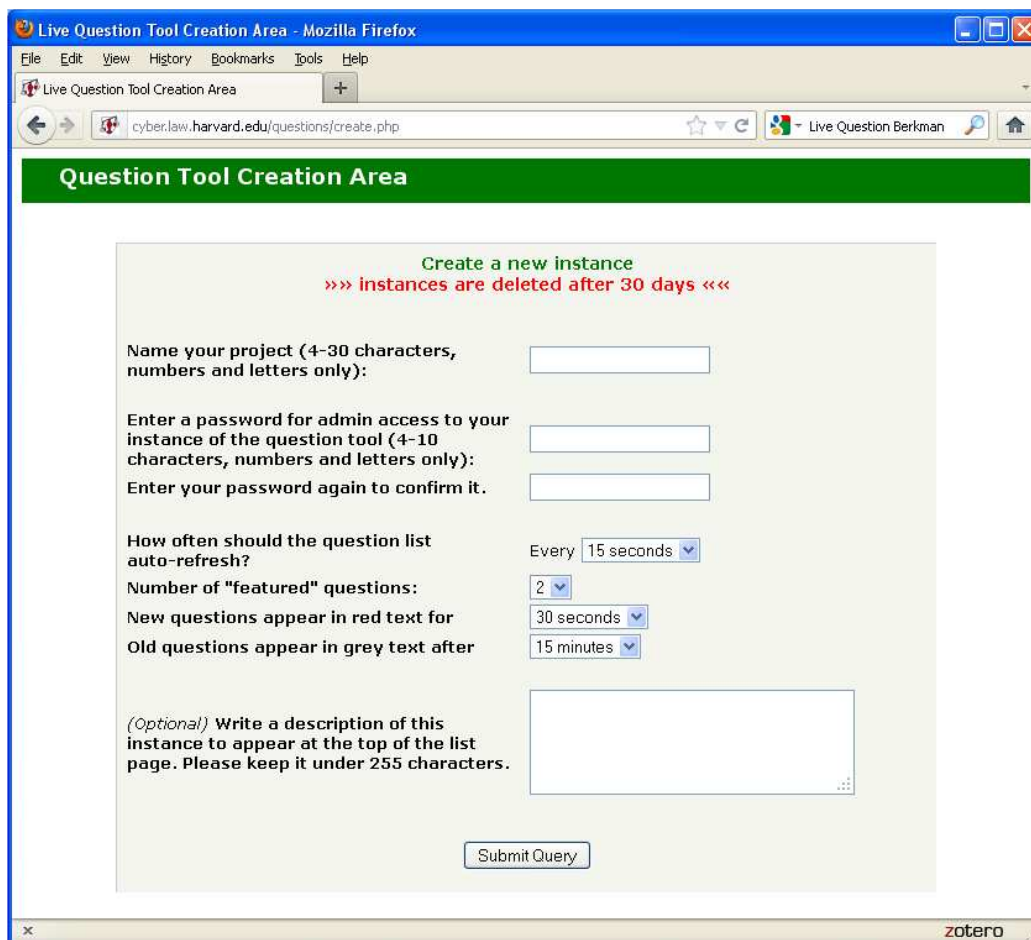 Live Question Tool Creation Area - Mozilla Firefox
File Edit View History Bookmarks Tools Help
Live Question Tool Creation Area +
cyber.law.harvard.edu/questions/create.php Live Question Berkman
Question Tool Creation Area
Create a new instance
»»» instances are deleted after 30 days «««
Name your project (4-30 characters,
numbers and letters only):
Enter a password for admin access to your
instance of the question tool (4-10
characters, numbers and letters only):
Enter your password again to confirm it.
How often should the question list
auto-refresh?
Every 15 seconds
Number of "featured" questions: 2
New questions appear in red text for 30 seconds
Old questions appear in grey text after 15 minutes
(Optional) Write a description of this
instance to appear at the top of the list
page. Please keep it under 255 characters.
Submit Query
x zotero